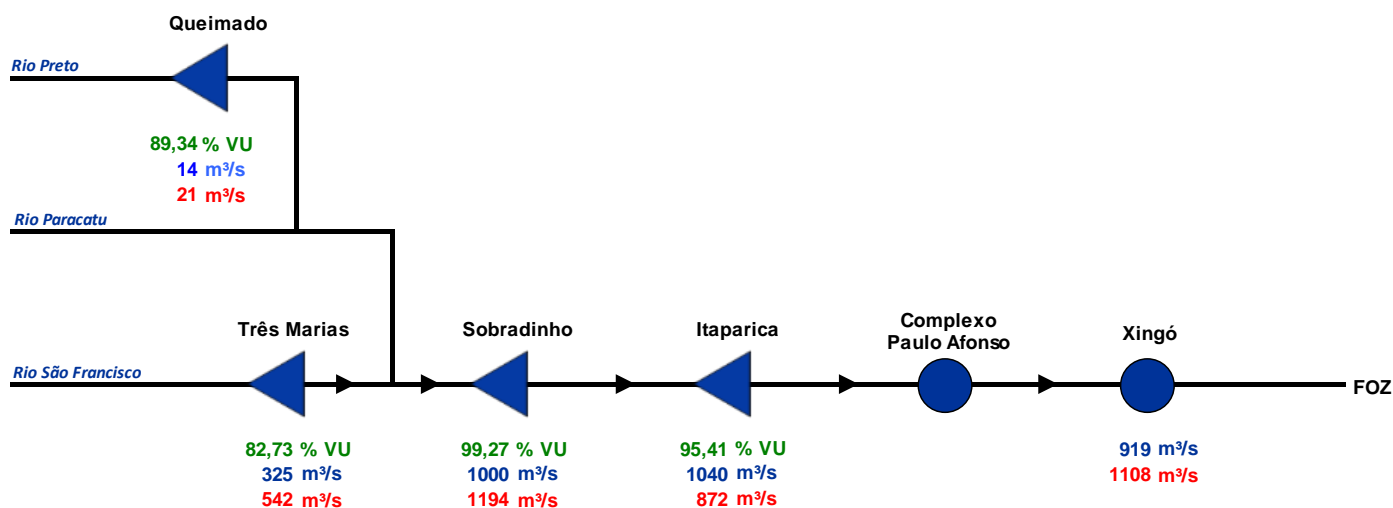 Queimado
Rio Preto
89,34 % VU
14 m³/s
21 m³/s
Rio Paracatu
Três Marias
Sobradinho
Itaparica
Complexo
Paulo Afonso
Xingó
Rio São Francisco
FOZ
82,73 % VU
325 m³/s
542 m³/s
99,27 % VU
1000 m³/s
1194 m³/s
95,41 % VU
1040 m³/s
872 m³/s
919 m³/s
1108 m³/s